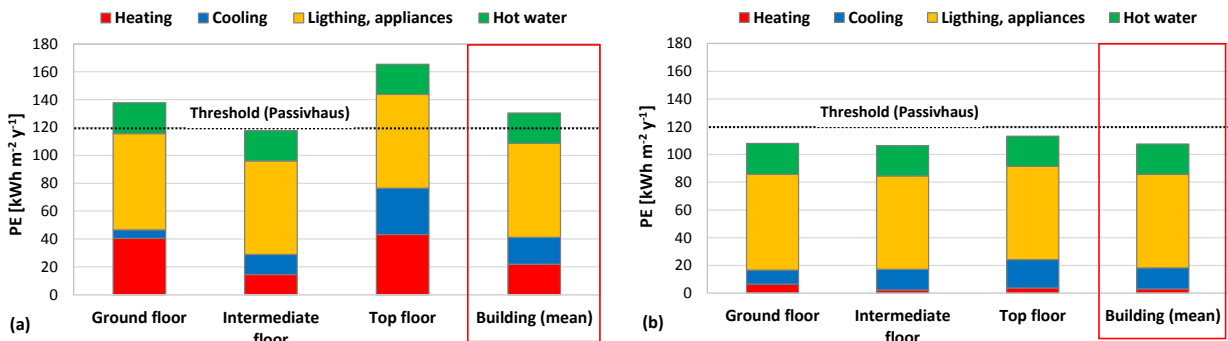 Heating Cooling Ligthing, appliances Hot water
PE [kWh m-2 y-1]
180
160
140
120
100
80
60
40
20
0
Threshold (Passivhaus)
Ground floor Intermediate floor Top floor Building (mean)
(a)
Heating Cooling Ligthing, appliances Hot water
PE [kWh m-2 y-1]
180
160
140
120
100
80
60
40
20
0
Threshold (Passivhaus)
Ground floor Intermediate floor Top floor Building (mean)
(b)